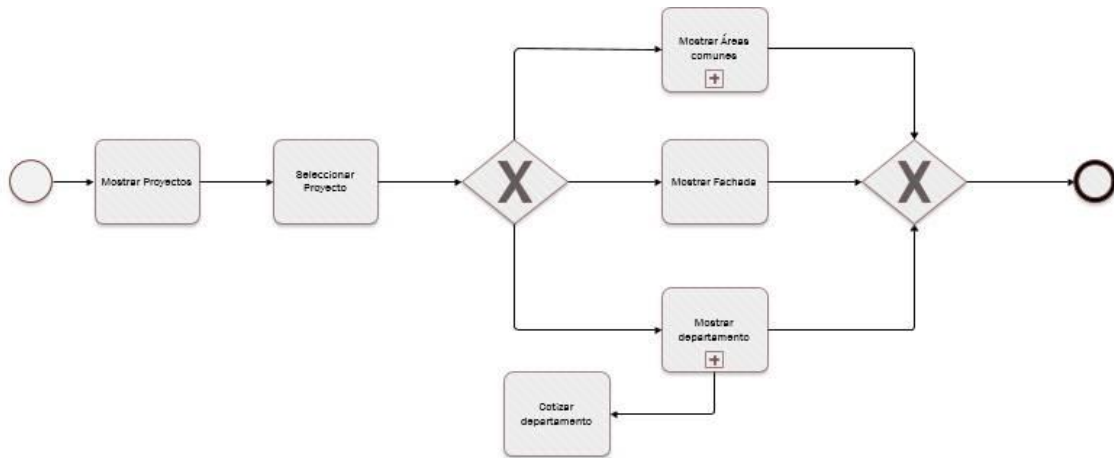 Mostrar Áreas
comunes
Mostrar Proyectos
Seleccionar
Proyecto
X
Mostrar Fachada
X
Mostrar
departamento
Cotizar
departamento